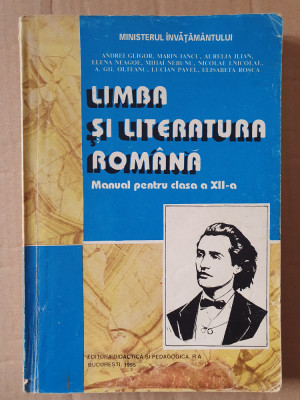 MINISTERUL ÎNVĂȚĂMÂNTULUI
ANDREI GLIGOR, MARIN IANCU, AURELIA ILIAN,
ELENA NEAGOE, MIHAI NEBUNU, NICOLAE I.NICOLAE,
A. GH. OLTEANU, LUCIAN PAVEL, ELISABETA ROȘCA
LIMBA
ȘI LITERATURA
ROMÂNĂ
Manual pentru clasa a XII-a
EDITURA DIDACTICĂ ȘI PEDAGOGICĂ, R.A.
BUCUREȘTI, 1995